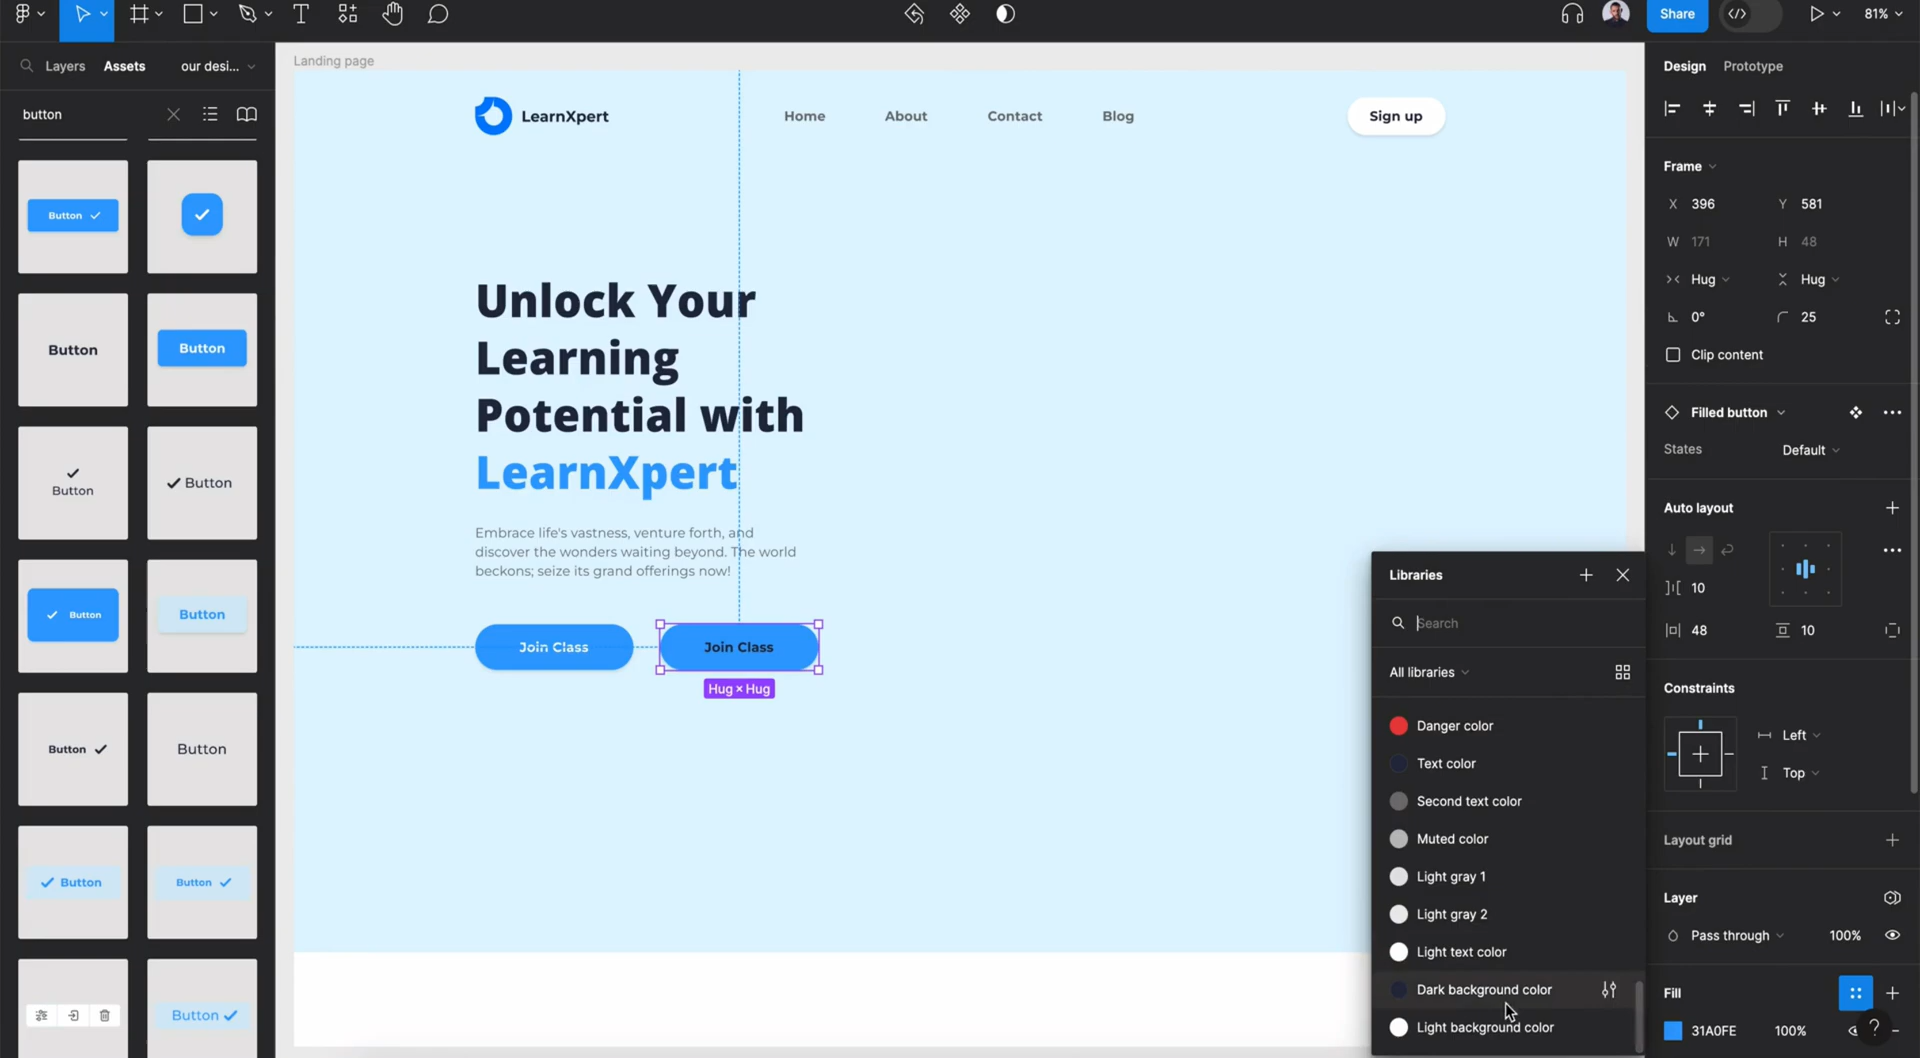 Share
81%
Layers
Assets
our desi...
button
Button
Button
Button
Button
Button
Button
Button
Button
Button
Button
Button
Button
Landing page
LearnXpert
Home
About
Contact
Blog
Sign up
Unlock Your
Learning
Potential with
LearnXpert
Embrace life's vastness, venture forth, and
discover the wonders waiting beyond. The world
beckons; seize its grand offerings now!
Join Class
Join Class
Hug × Hug
Libraries
Search
All libraries
Danger color
Text color
Second text color
Muted color
Light gray 1
Light gray 2
Light text color
Dark background color
Light background color
Design
Prototype
Frame
X 396
Y 581
W 171
H 48
Hug
Hug
0°
25
Clip content
Filled button
States
Default
Auto layout
10
48
10
Constraints
Left
Top
Layout grid
Layer
Pass through
100%
Fill
31A0FE
100%
?